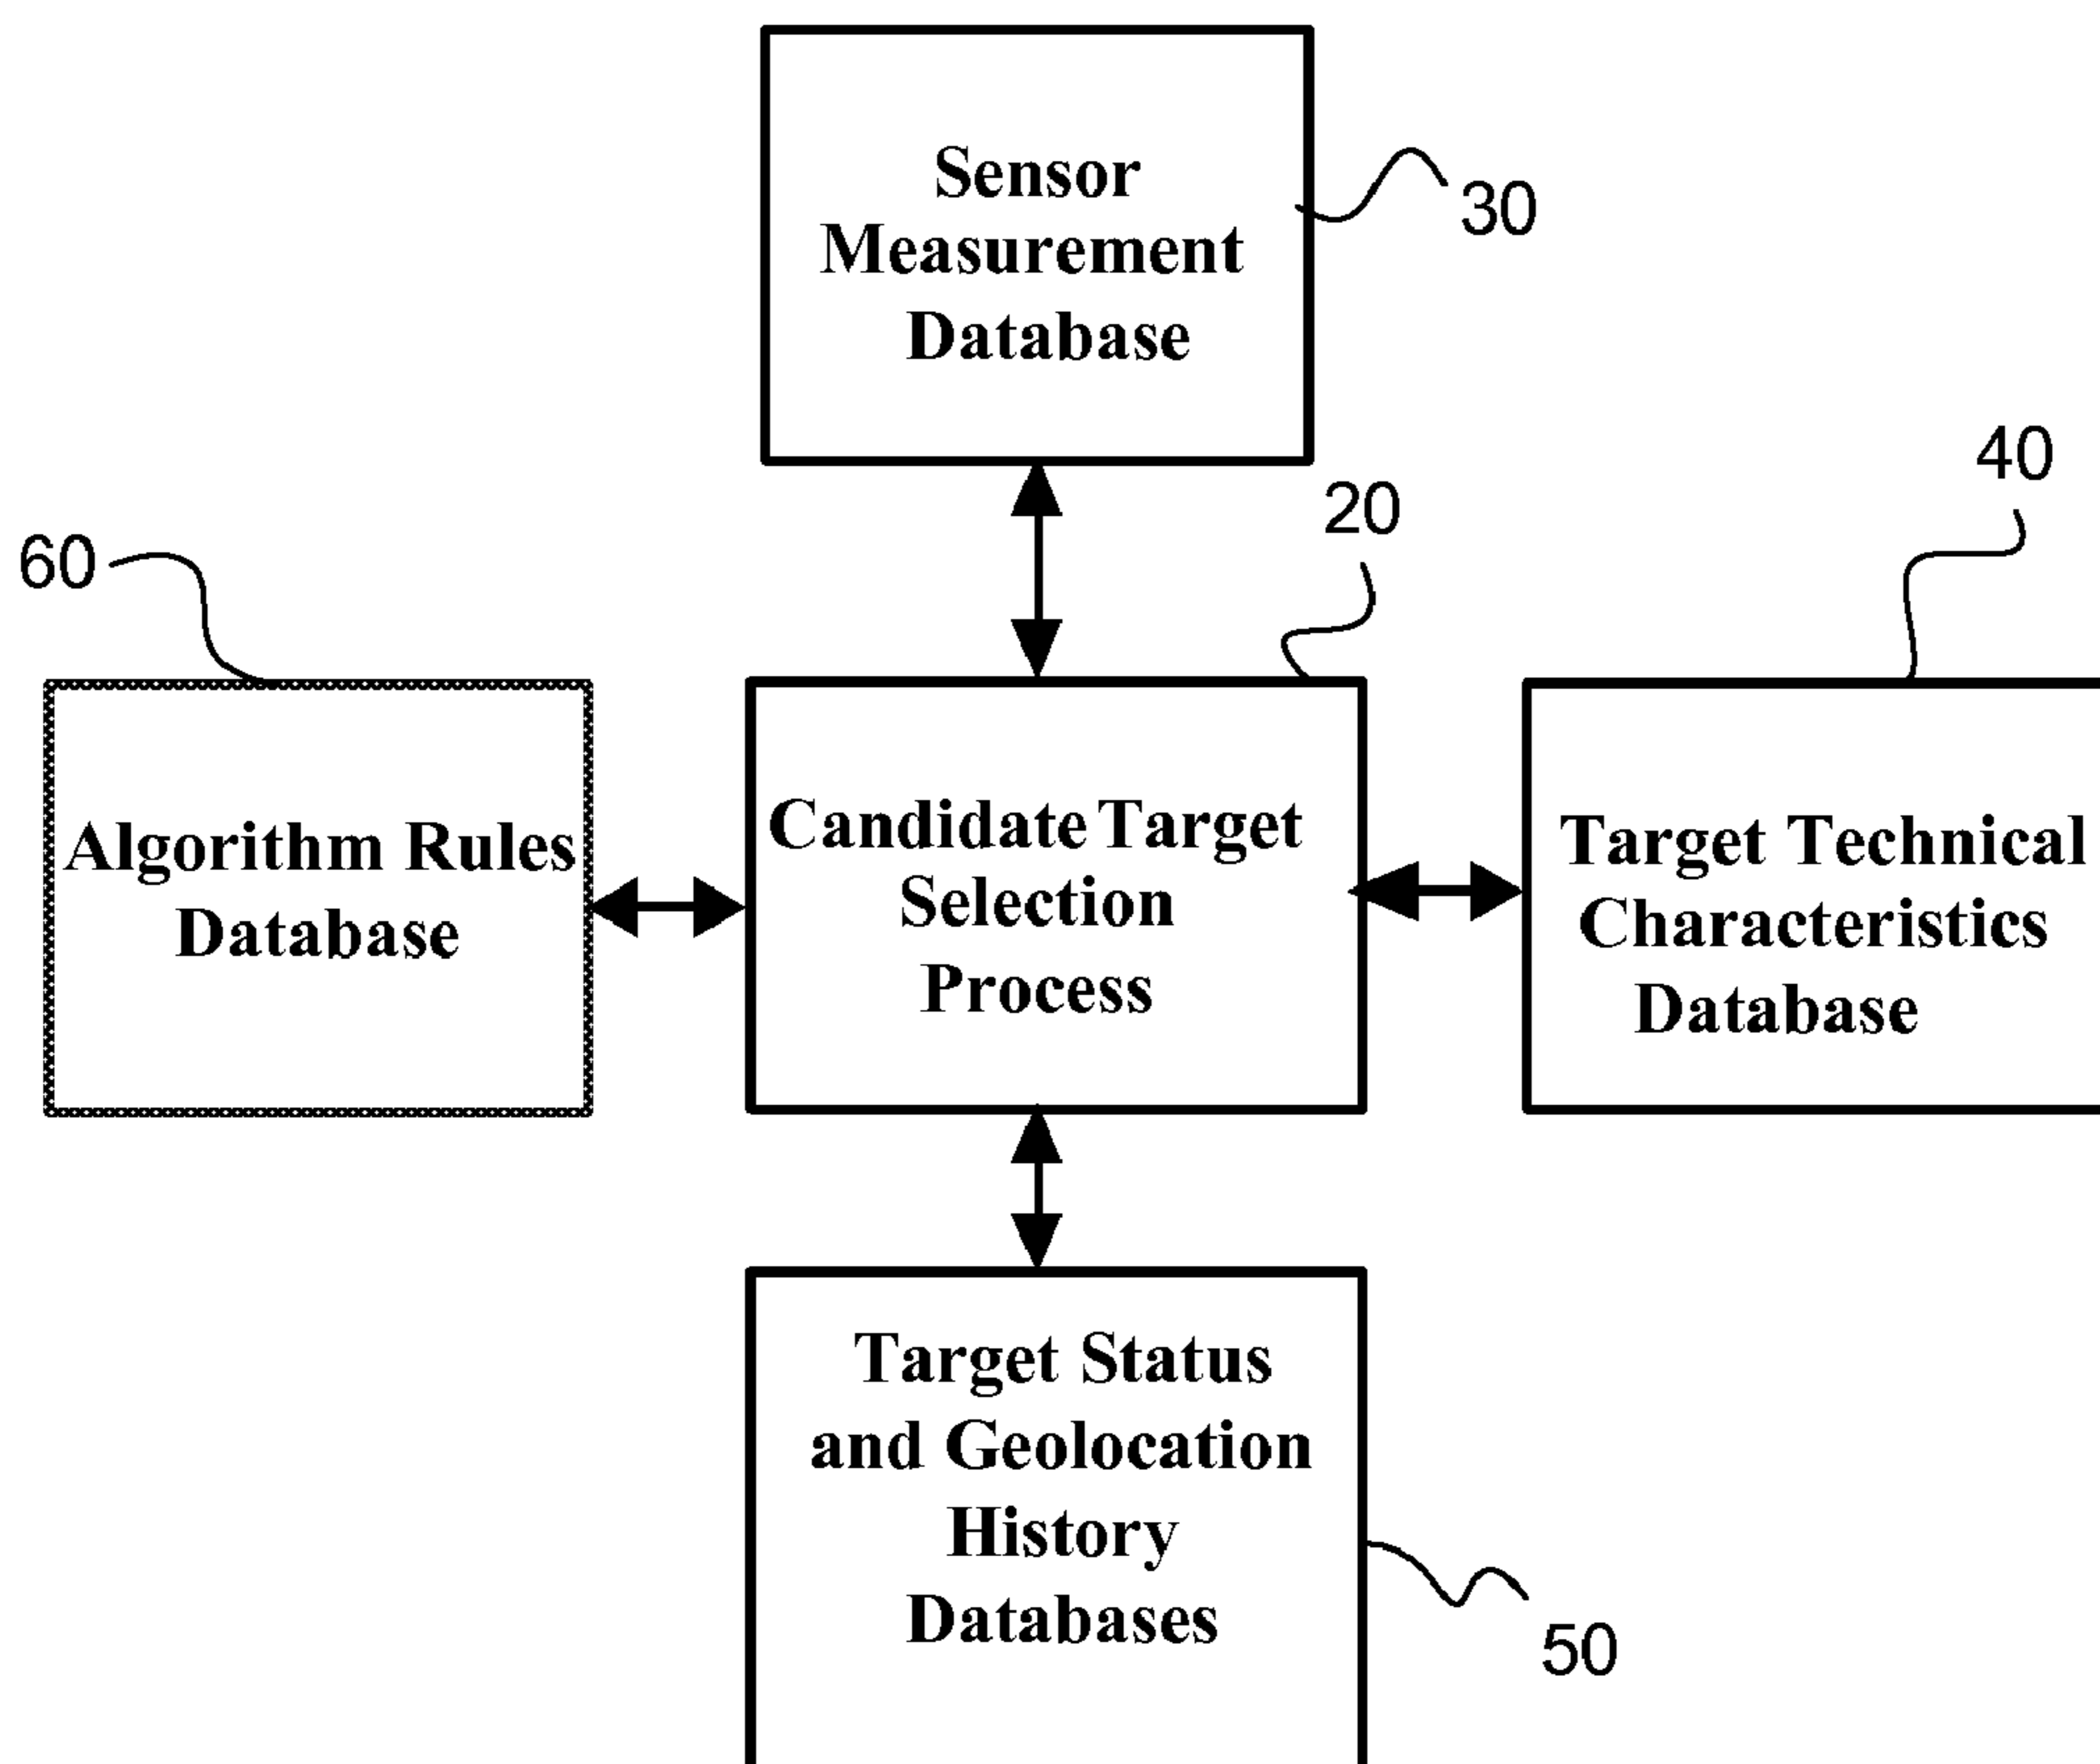 Sensor
Measurement
Database
30
40
20
60
Algorithm Rules
Database
Candidate Target
Selection
Process
Target Technical
Characteristics
Database
Target Status
and Geolocation
History
Databases
50